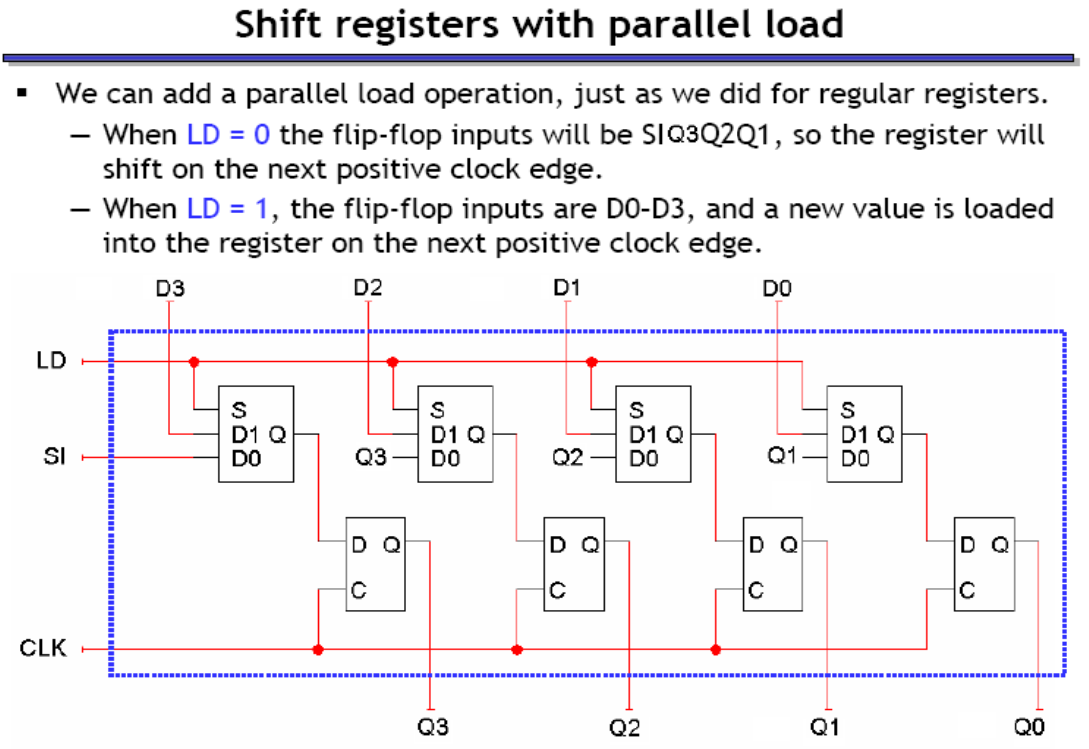 Shift registers with parallel load
▪ We can add a parallel load operation, just as we did for regular registers.
– When LD = 0 the flip-flop inputs will be SIQ3Q2Q1, so the register will
shift on the next positive clock edge.
– When LD = 1, the flip-flop inputs are D0-D3, and a new value is loaded
into the register on the next positive clock edge.
D3 D2 D1 D0
LD
S S S S
D1 Q D1 Q D1 Q D1 Q
SI D0 Q3 D0 Q2 D0 Q1 D0
D Q D Q D Q D Q
C C C C
CLK
Q3 Q2 Q1 Q0